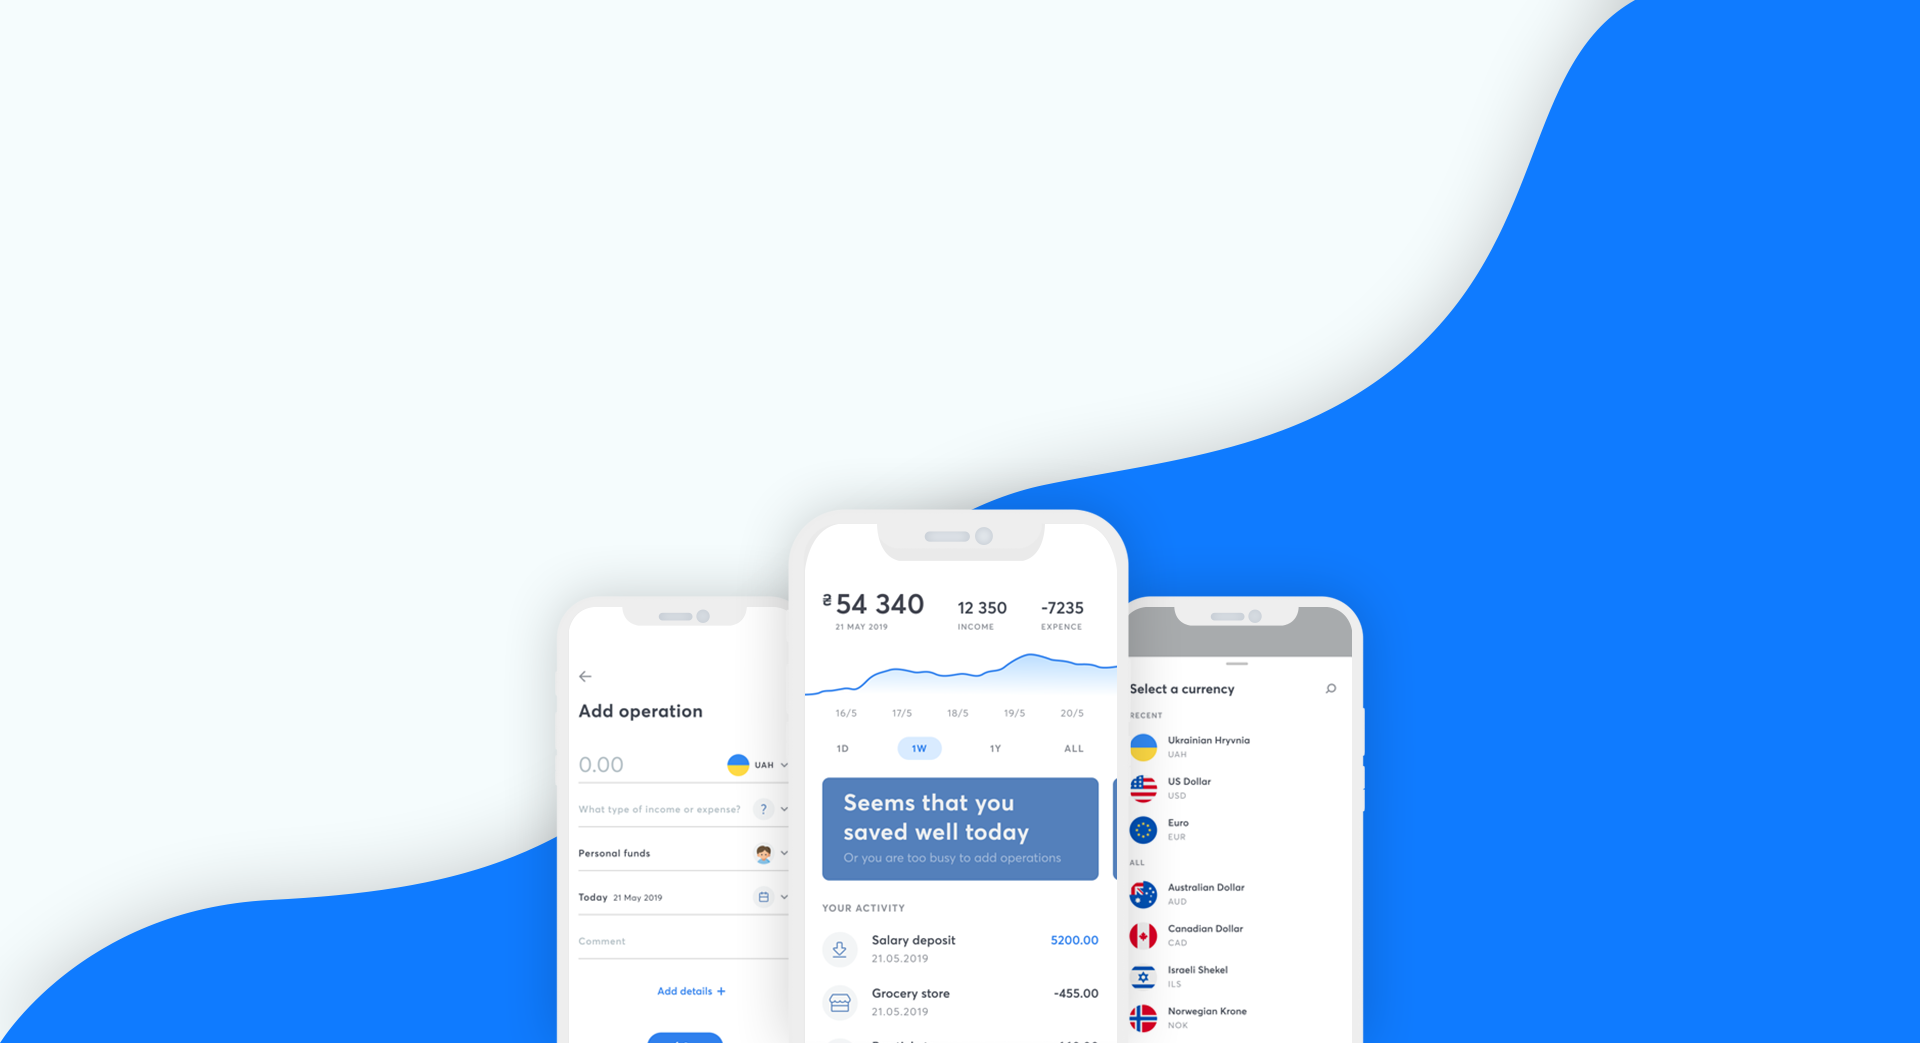 Add operation
0.00
UAH
What type of income or expense?
?
Personal funds
Today 21 May 2019
Comment
Add details +
₴ 54 340
21 MAY 2019
12 350
INCOME
-7235
EXPENCE
16/5 17/5 18/5 19/5 20/5
1D 1W 1Y ALL
Seems that you
saved well today
Or you are too busy to add operations
YOUR ACTIVITY
Salary deposit 5200.00
21.05.2019
Grocery store -455.00
21.05.2019
Select a currency
RECENT
Ukrainian Hryvnia
UAH
US Dollar
USD
Euro
EUR
ALL
Australian Dollar
AUD
Canadian Dollar
CAD
Israeli Shekel
ILS
Norwegian Krone
NOK